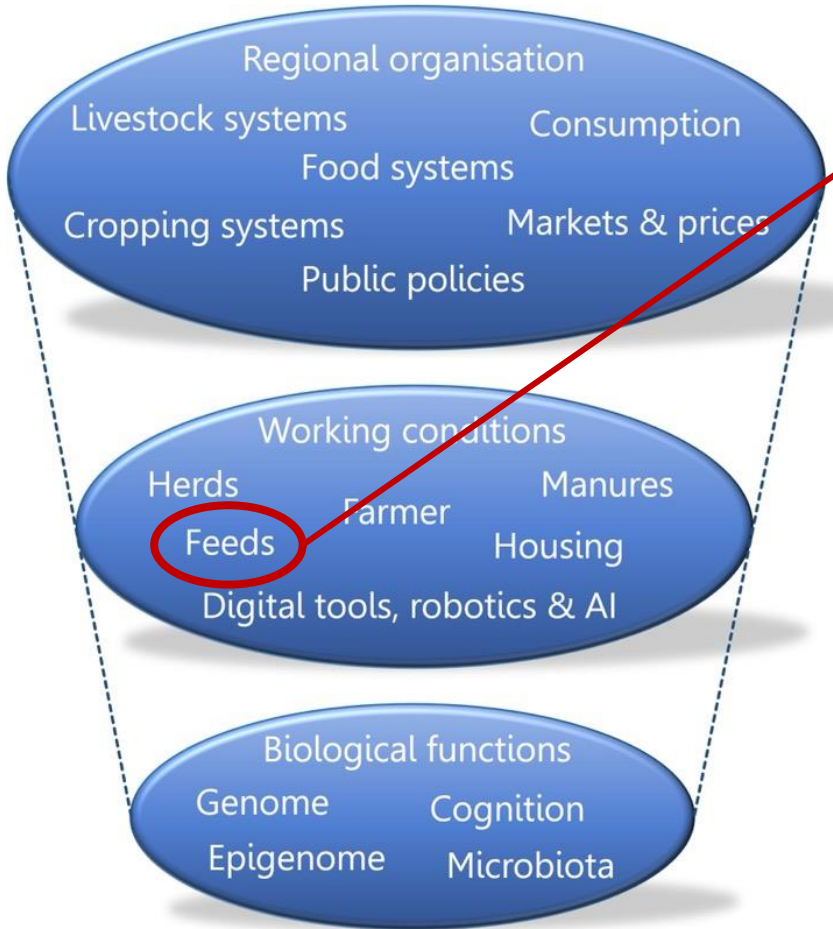 Regional organisation
Livestock systems
Consumption
Food systems
Cropping systems
Markets & prices
Public policies
Working conditions
Herds
Manures
Farmer
Feeds
Housing
Digital tools, robotics & AI
Biological functions
Genome
Cognition
Epigenome
Microbiota